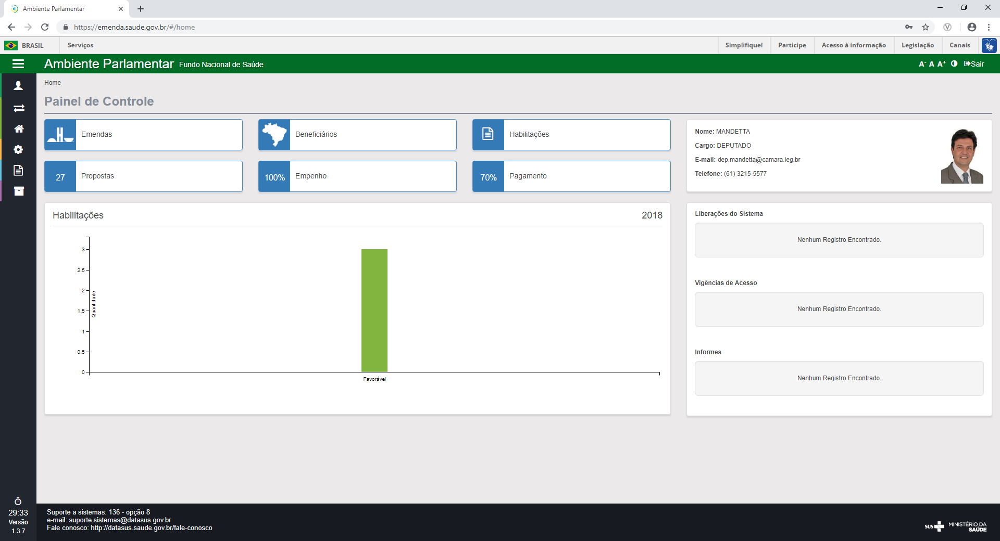 Ambiente Parlamentar
https://emenda.saude.gov.br/#/home
BRASIL
Serviços
Simplifique!
Participe
Acesso à informação
Legislação
Canais
Ambiente Parlamentar Fundo Nacional de Saúde
A- A A+ Sair
Home
Painel de Controle
Emendas
Beneficiários
Habilitações
27 Propostas
100% Empenho
70% Pagamento
Nome: MANDETTA
Cargo: DEPUTADO
E-mail: dep.mandetta@camara.leg.br
Telefone: (61) 3215-5577
Habilitações 2018
3
2.5
2
1.5
1
0.5
0
Quantidade
Favorável
Liberações do Sistema
Nenhum Registro Encontrado.
Vigências de Acesso
Nenhum Registro Encontrado.
Informes
Nenhum Registro Encontrado.
29:33
Versão
1.3.7
Suporte a sistemas: 136 - opção 8
e-mail: suporte.sistemas@datasus.gov.br
Fale conosco: http://datasus.saude.gov.br/fale-conosco
SUS
MINISTÉRIO DA
SAÚDE